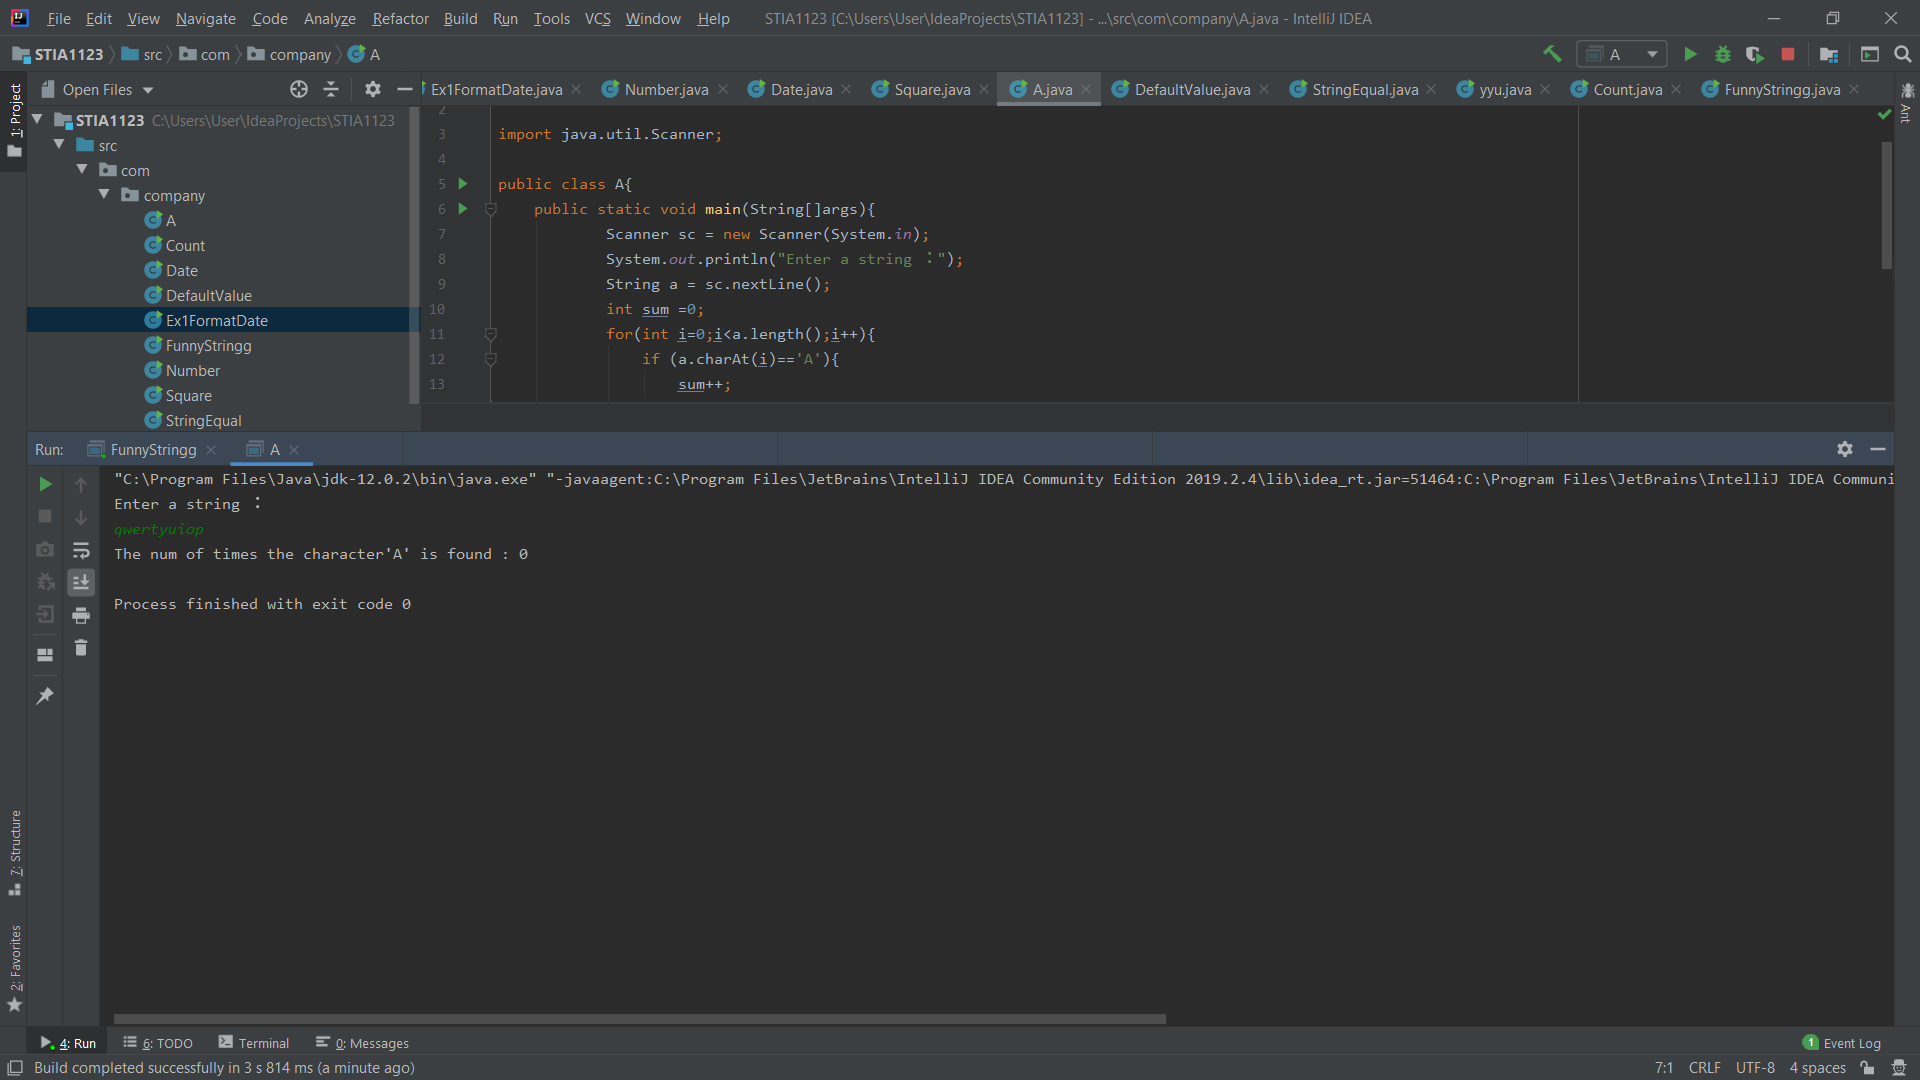 File Edit View Navigate Code Analyze Refactor Build Run Tools VCS Window Help STIA1123 [C:\Users\User\IdeaProjects\STIA1123] - ...\src\com\company\A.java - IntelliJ IDEA
STIA1123 src com company A A
1: Project Open Files Ex1FormatDate.java Number.java Date.java Square.java A.java DefaultValue.java StringEqual.java yyu.java Count.java FunnyStringg.java Ant
STIA1123 C:\Users\User\IdeaProjects\STIA1123
src
com
company
A
Count
Date
DefaultValue
Ex1FormatDate
FunnyStringg
Number
Square
StringEqual
2
3 import java.util.Scanner;
4
5 public class A{
6 public static void main(String[]args){
7 Scanner sc = new Scanner(System.in);
8 System.out.println("Enter a string :");
9 String a = sc.nextLine();
10 int sum =0;
11 for(int i=0;i<a.length();i++){
12 if (a.charAt(i)=='A'){
13 sum++;
Run: FunnyStringg A
"C:\Program Files\Java\jdk-12.0.2\bin\java.exe" "-javaagent:C:\Program Files\JetBrains\IntelliJ IDEA Community Edition 2019.2.4\lib\idea_rt.jar=51464:C:\Program Files\JetBrains\IntelliJ IDEA Communi
Enter a string :
qwertyuiop
The num of times the character'A' is found : 0
Process finished with exit code 0
7: Structure
2: Favorites
4: Run 6: TODO Terminal 0: Messages 1 Event Log
Build completed successfully in 3 s 814 ms (a minute ago) 7:1 CRLF UTF-8 4 spaces